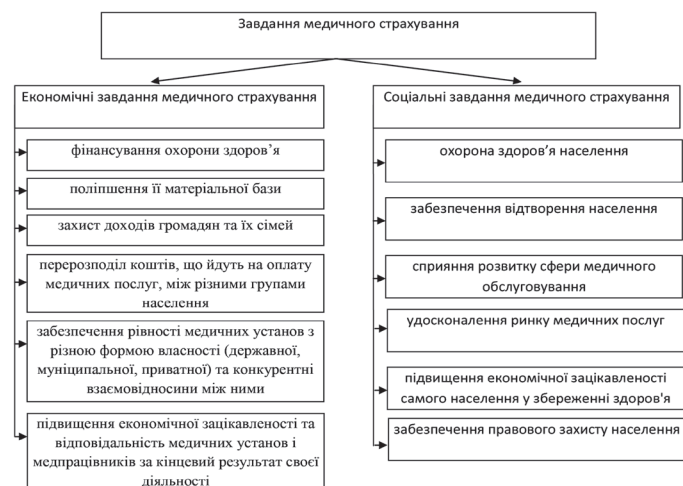 Завдання медичного страхування
Економічні завдання медичного страхування
фінансування охорони здоров’я
поліпшення її матеріальної бази
захист доходів громадян та їх сімей
перерозподіл коштів, що йдуть на оплату
медичних послуг, між різними групами
населення
забезпечення рівності медичних установ з
різною формою власності (державної,
муніципальної, приватної) та конкурентні
взаємовідносини між ними
підвищення економічної зацікавленості та
відповідальність медичних установ і
медпрацівників за кінцевий результат своєї
діяльності
Соціальні завдання медичного страхування
охорона здоров’я населення
забезпечення відтворення населення
сприяння розвитку сфери медичного
обслуговування
удосконалення ринку медичних послуг
підвищення економічної зацікавленості
самого населення у збереженні здоров'я
забезпечення правового захисту населення